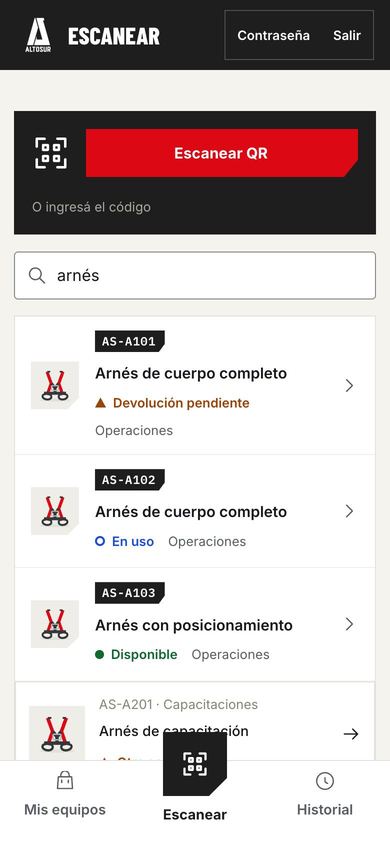 ALTOSUR
ESCANEAR
Contraseña Salir
Escanear QR
O ingresá el código
arnés
AS-A101
Arnés de cuerpo completo
Devolución pendiente
Operaciones
AS-A102
Arnés de cuerpo completo
En uso Operaciones
AS-A103
Arnés con posicionamiento
Disponible Operaciones
AS-A201 · Capacitaciones
Arnés de capacitación
Mis equipos
Escanear
Historial